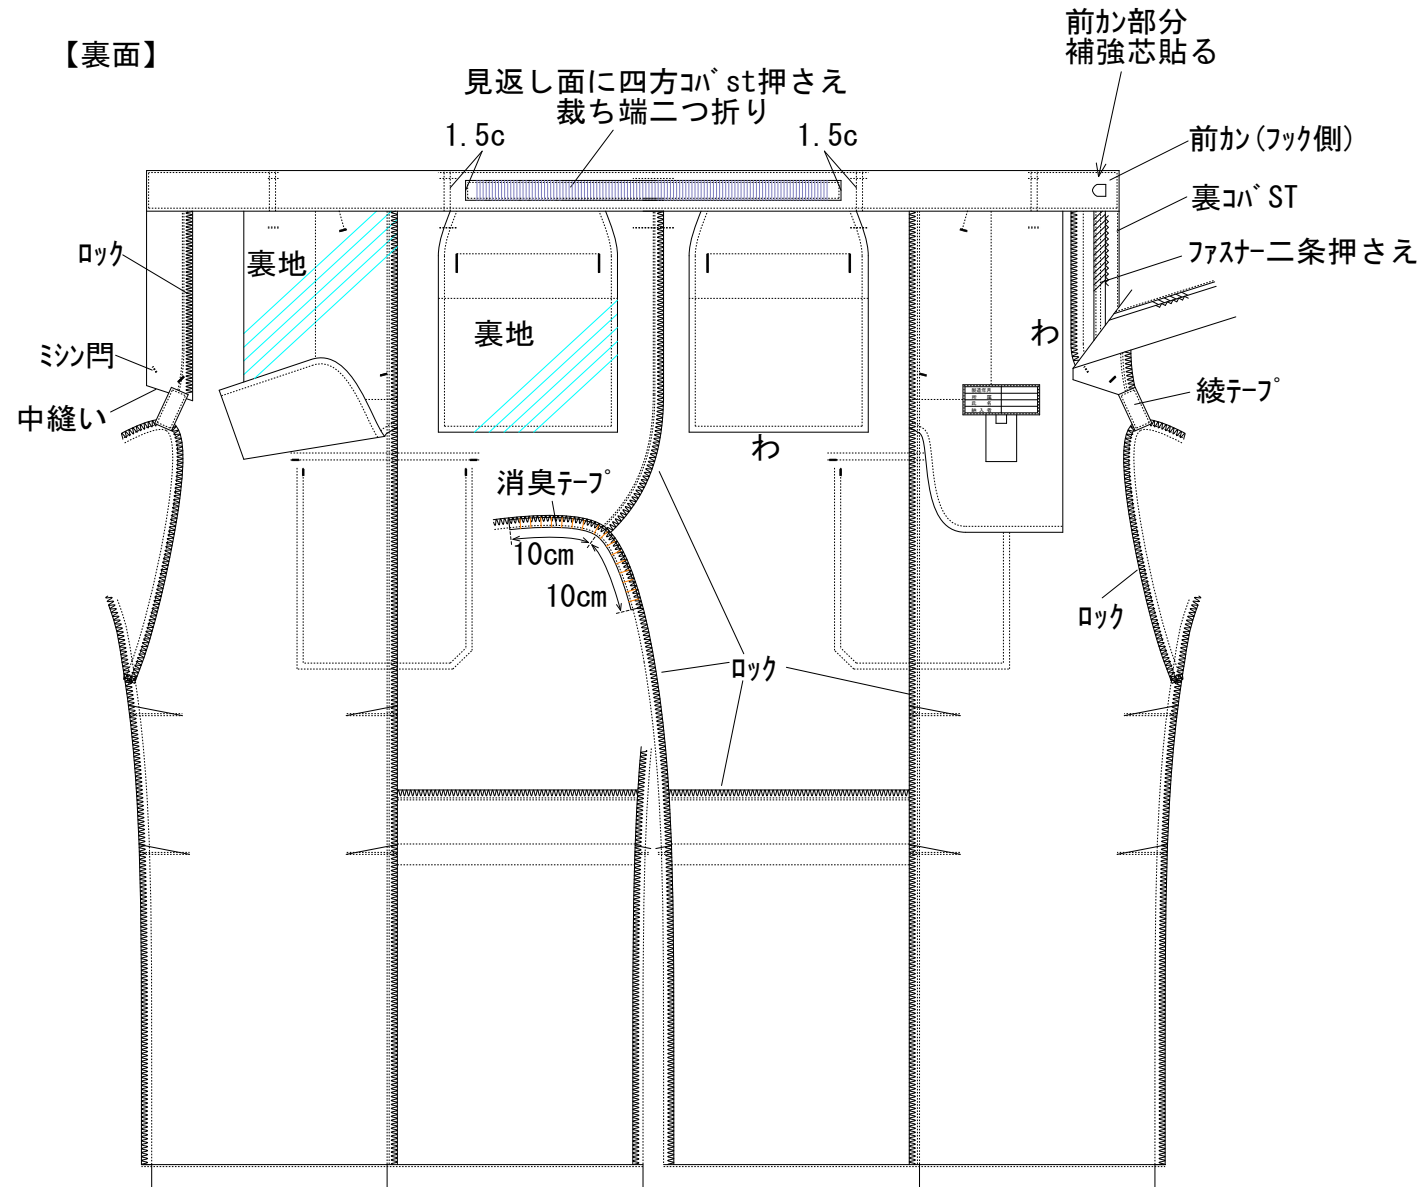 【裏面】
前ｶﾝ部分
補強芯貼る
見返し面に四方ｺﾊﾞst押さえ
裁ち端二つ折り
1.5c
1.5c
前ｶﾝ(ﾌｯｸ側)
裏ｺﾊﾞST
ﾛｯｸ
裏地
ﾌｧｽﾅｰ二条押さえ
裏地
わ
ﾐｼﾝ閂
中縫い
綾ﾃｰﾌﾟ
わ
消臭ﾃｰﾌﾟ
10cm
10cm
ﾛｯｸ
ﾛｯｸ